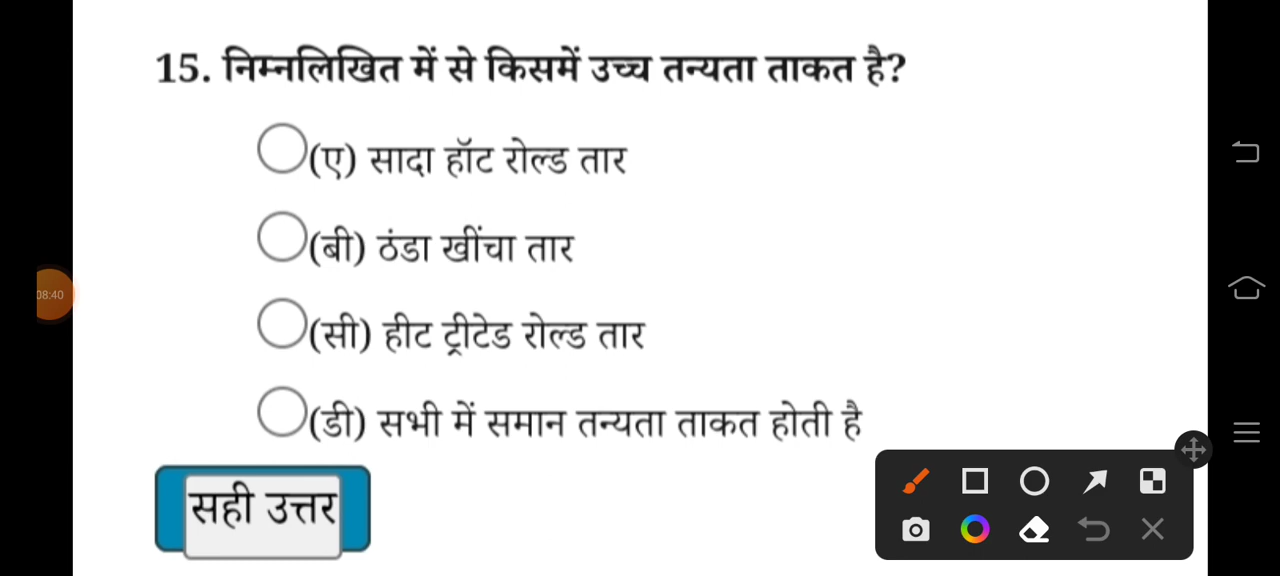 15. निम्नलिखित में से किसमें उच्च तन्यता ताकत है?
(ए) सादा हॉट रोल्ड तार
(बी) ठंडा खींचा तार
(सी) हीट ट्रीटेड रोल्ड तार
(डी) सभी में समान तन्यता ताकत होती है
सही उत्तर
08:40